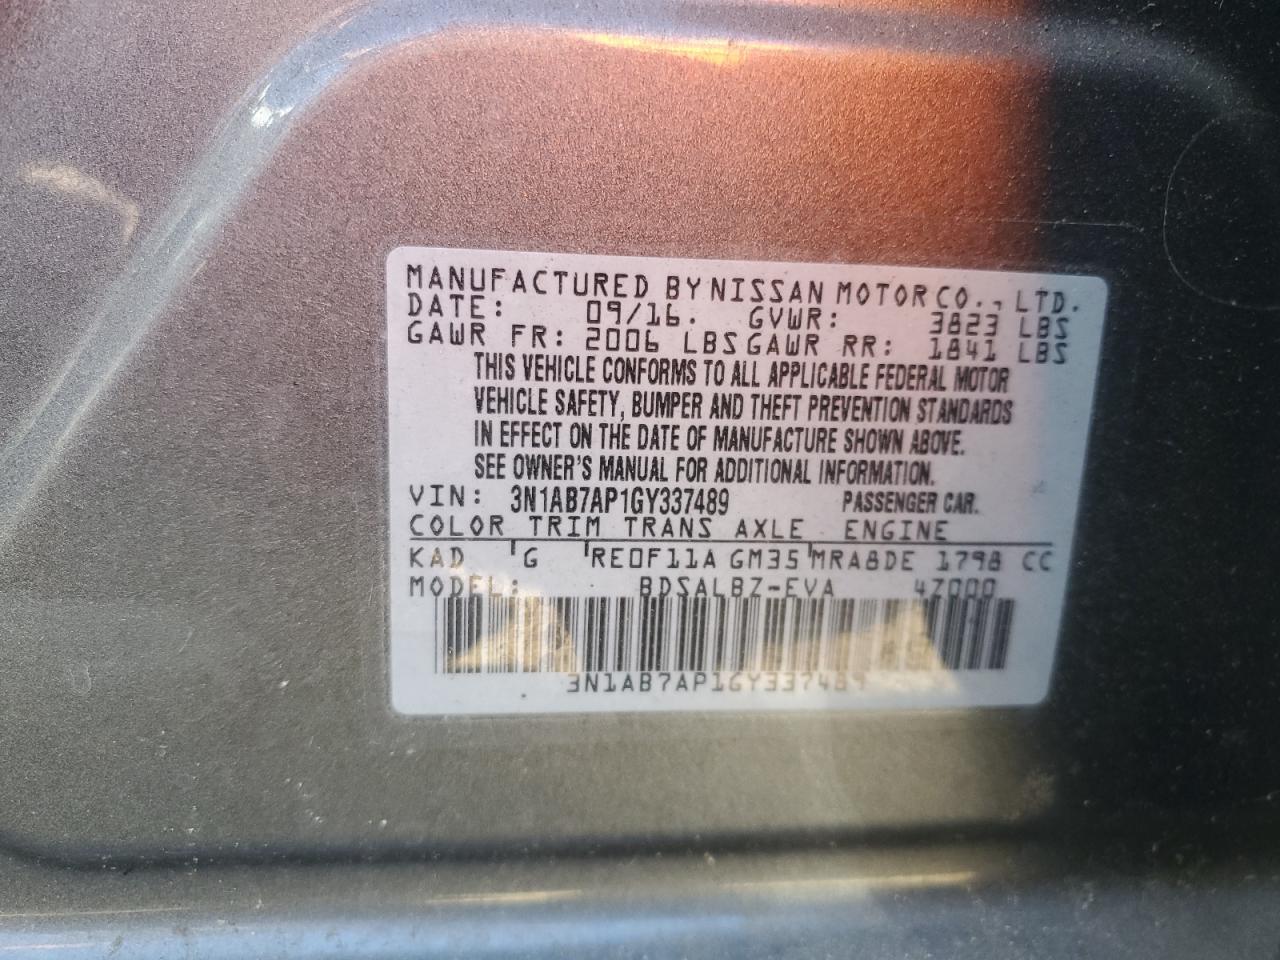 MANUFACTURED BY NISSAN MOTOR CO., LTD.
DATE: 09/16. GVWR: 3823 LBS
GAWR FR: 2006 LBS GAWR RR: 1841 LBS
THIS VEHICLE CONFORMS TO ALL APPLICABLE FEDERAL MOTOR
VEHICLE SAFETY, BUMPER AND THEFT PREVENTION STANDARDS
IN EFFECT ON THE DATE OF MANUFACTURE SHOWN ABOVE.
SEE OWNER'S MANUAL FOR ADDITIONAL INFORMATION.
VIN: 3N1AB7AP1GY337489 PASSENGER CAR.
COLOR TRIM TRANS AXLE ENGINE
KAD G RE0F11A GM35 MRA8DE 1798 CC
MODEL: BDSALBZ-EVA 4Z000
3N1AB7AP1GY337489